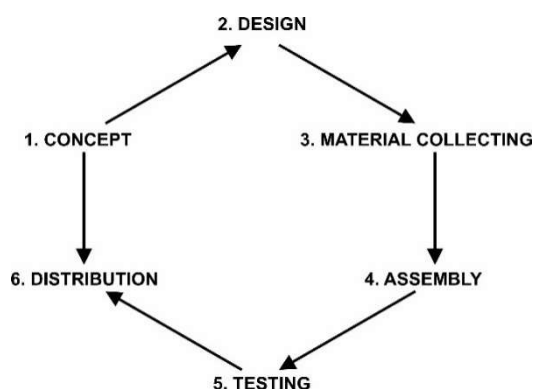 2. DESIGN
1. CONCEPT
3. MATERIAL COLLECTING
6. DISTRIBUTION
4. ASSEMBLY
5. TESTING